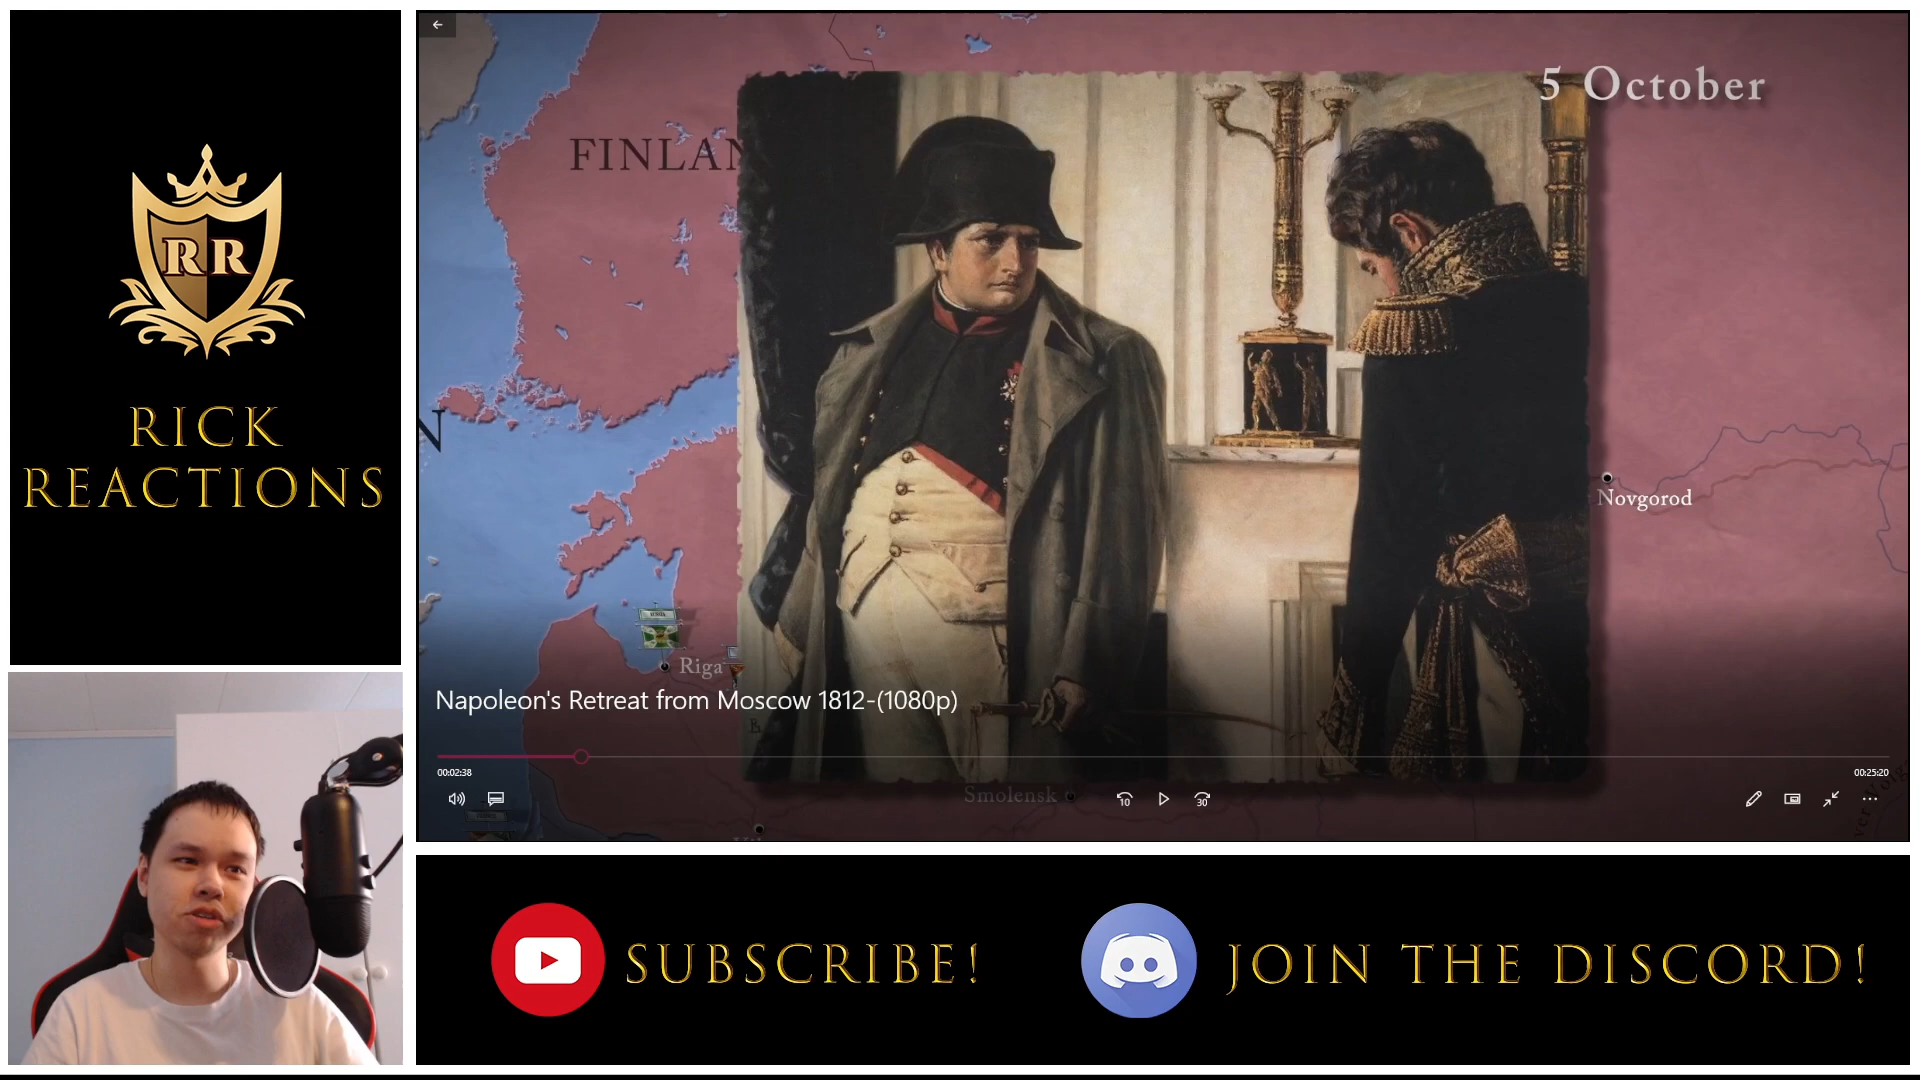 RR
RICK
REACTIONS
5 October
FINLAN
N
Novgorod
Riga
Napoleon's Retreat from Moscow 1812-(1080p)
00:02:38
00:25:20
Smolensk
10
30
SUBSCRIBE!
JOIN THE DISCORD!